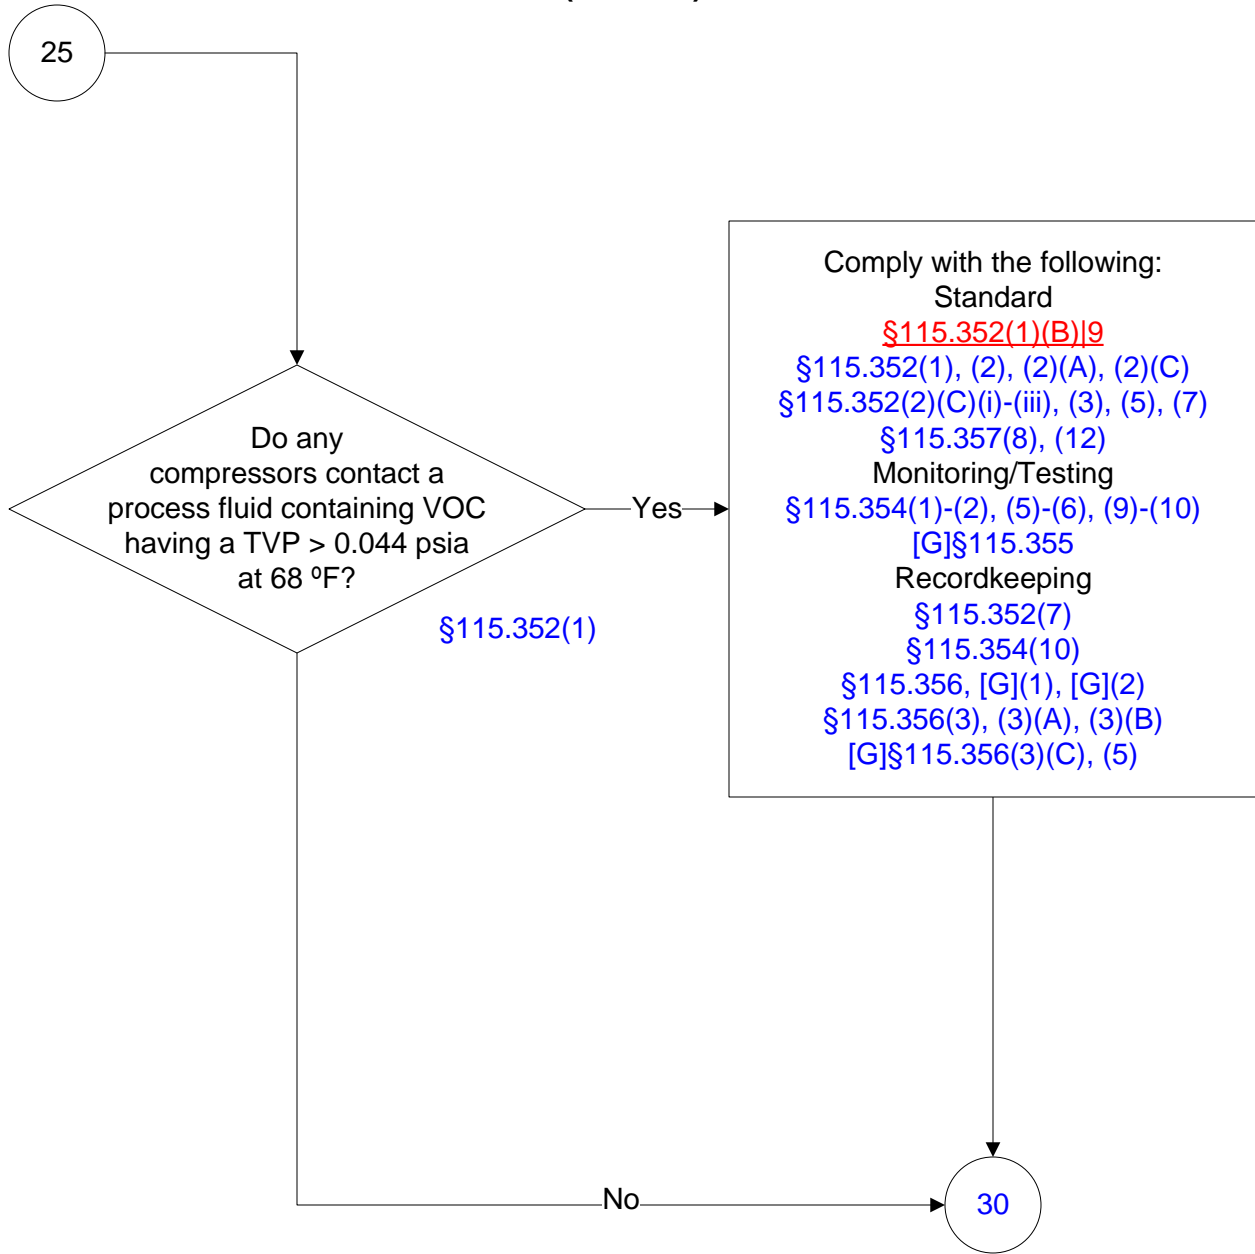 25
Do any
compressors contact a
process fluid containing VOC
having a TVP > 0.044 psia
at 68 ºF?
§115.352(1)
Yes
Comply with the following:
Standard
§115.352(1)(B)|9
§115.352(1), (2), (2)(A), (2)(C)
§115.352(2)(C)(i)-(iii), (3), (5), (7)
§115.357(8), (12)
Monitoring/Testing
§115.354(1)-(2), (5)-(6), (9)-(10)
[G]§115.355
Recordkeeping
§115.352(7)
§115.354(10)
§115.356, [G](1), [G](2)
§115.356(3), (3)(A), (3)(B)
[G]§115.356(3)(C), (5)
No
30